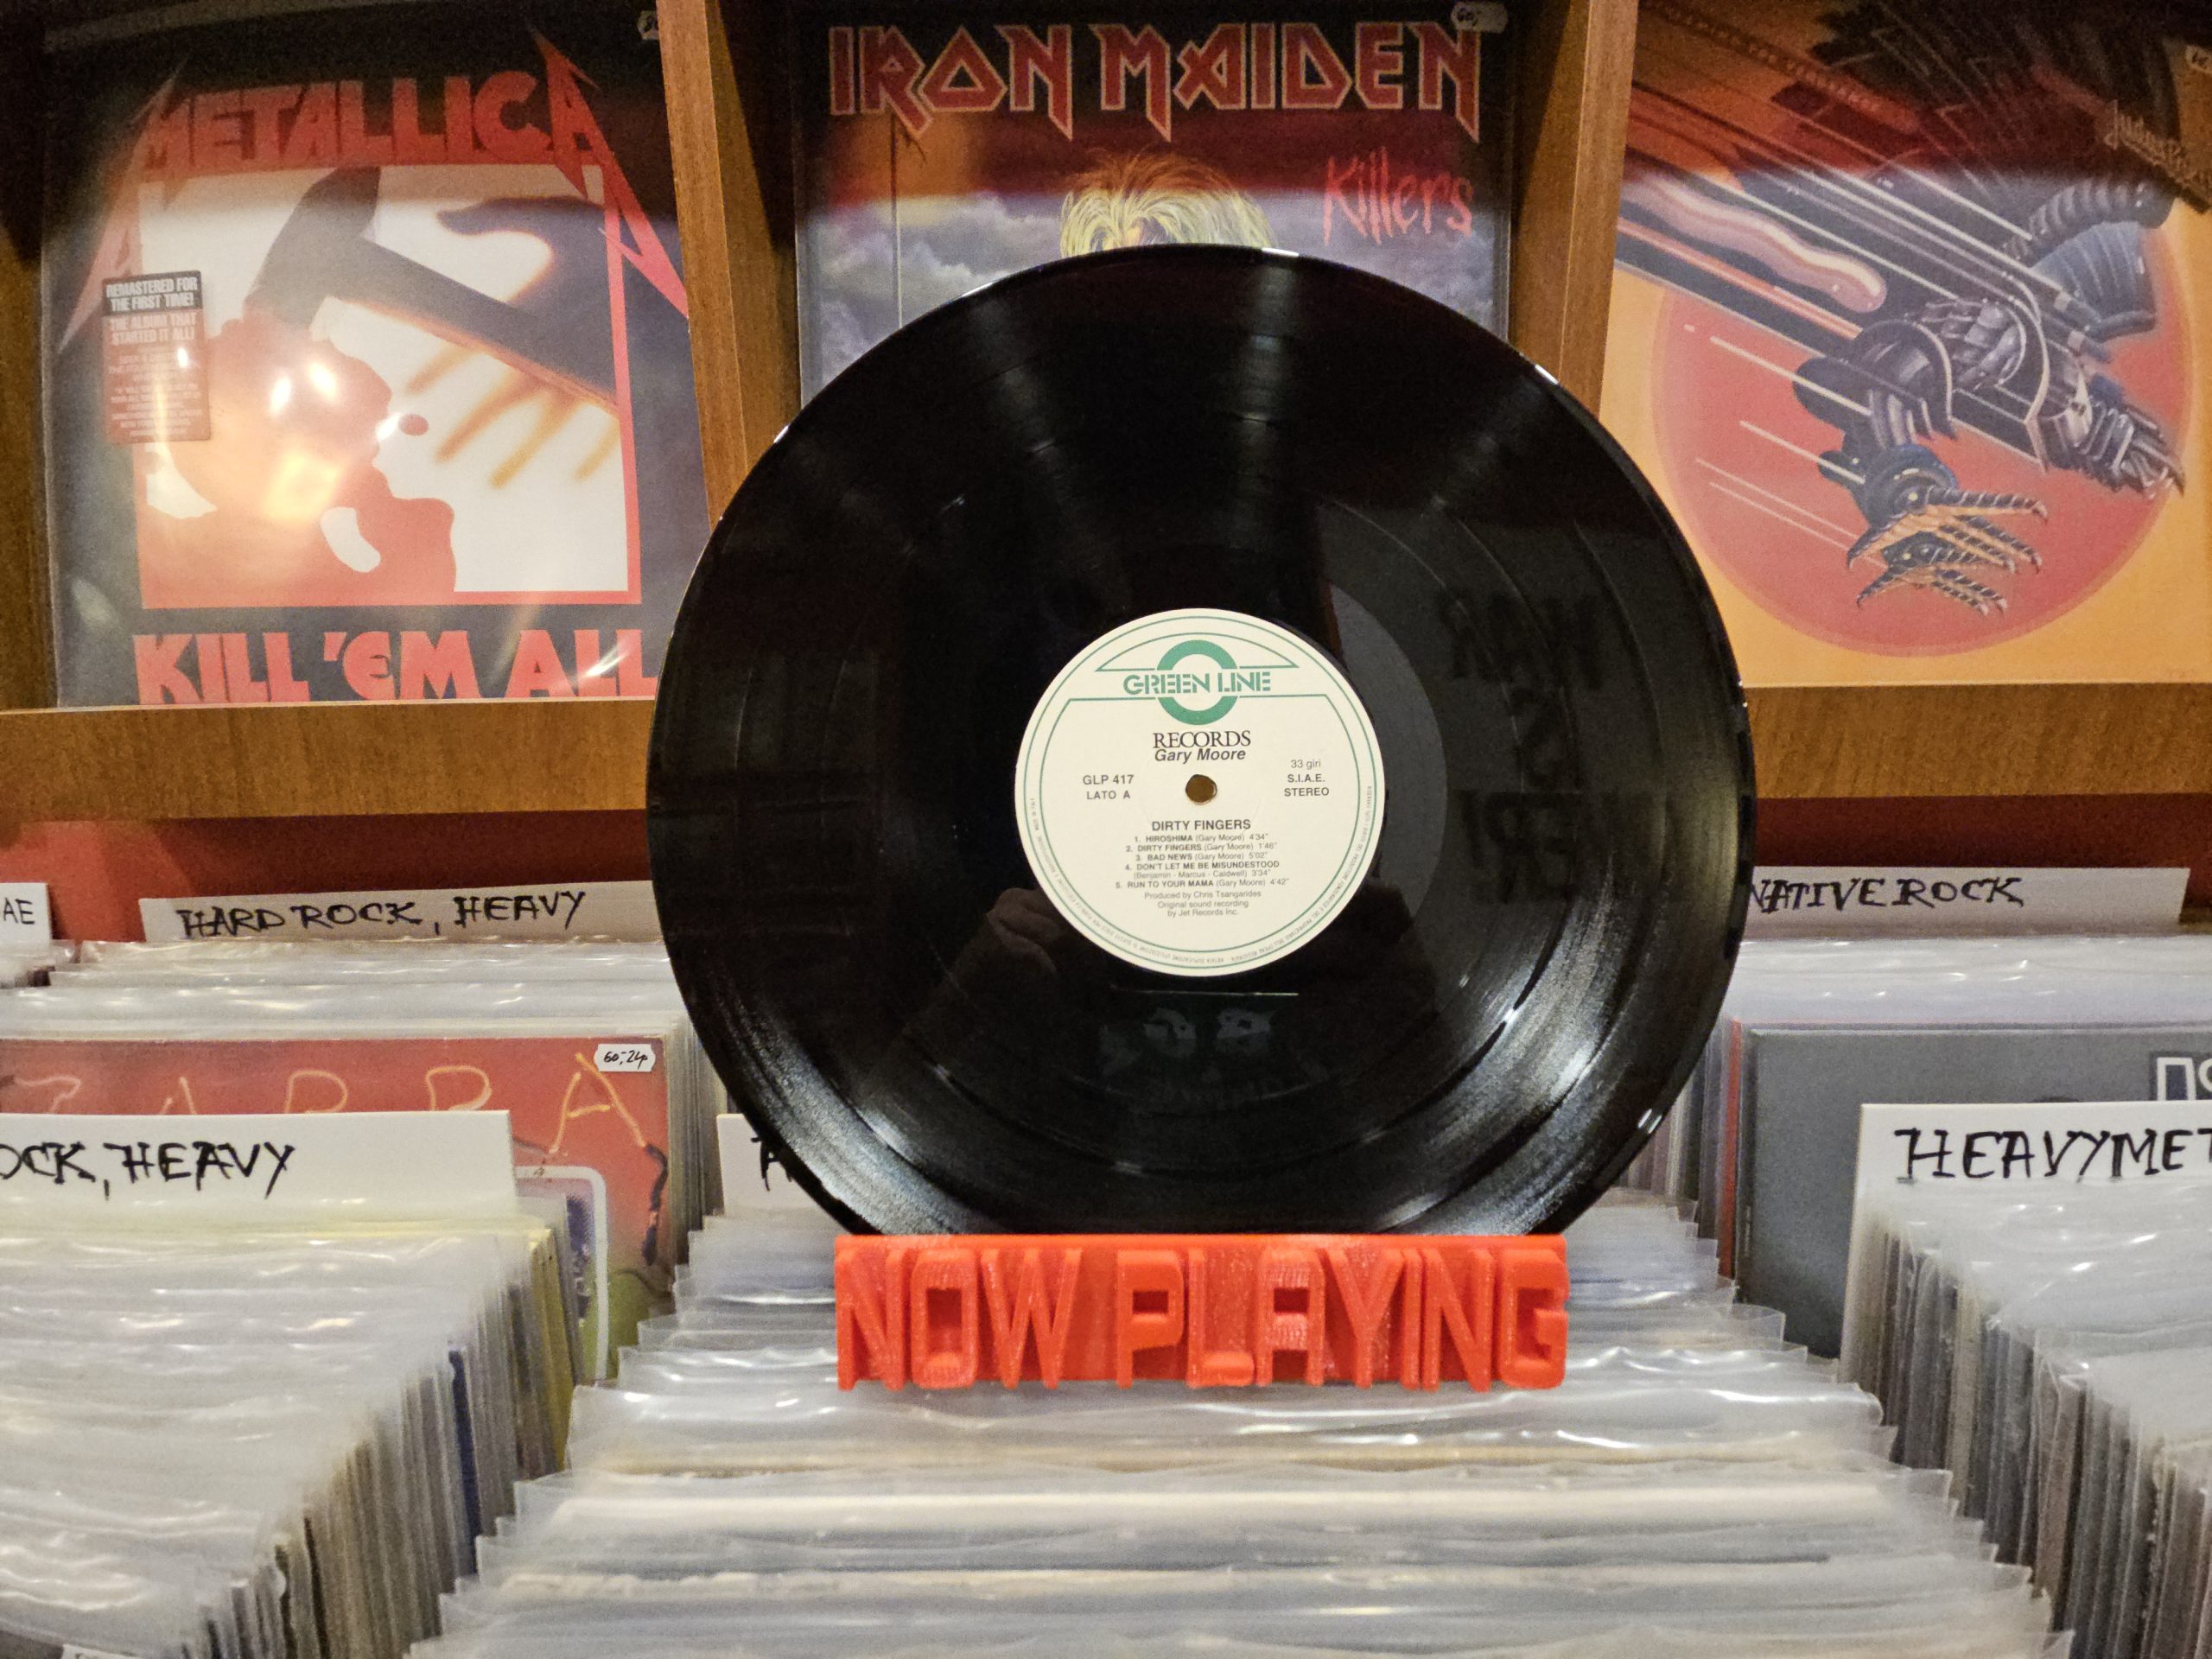 METALLICA
REMASTERED FOR
THE FIRST TIME!
THE ALBUM THAT
STARTED IT ALL!
KILL 'EM ALL
IRON MAIDEN
Killers
60,-
Judas
GREEN LINE
RECORDS
Gary Moore
GLP 417
LATO A
33 giri
S.I.A.E.
STEREO
DIRTY FINGERS
1. HIROSHIMA (Gary Moore) 4'34"
2. DIRTY FINGERS (Gary Moore) 1'46"
3. BAD NEWS (Gary Moore) 5'02"
4. DON'T LET ME BE MISUNDESTOOD
(Benjamin - Marcus - Caldwell) 3'34"
5. RUN TO YOUR MAMA (Gary Moore) 4'42"
Produced by Chris Tsangarides
Original sound recording
by Jet Records Inc.
AE
HARD ROCK, HEAVY
NATIVE ROCK
ZAPPA
60,-24p
OCK, HEAVY
HEAVYMET
NOW PLAYING